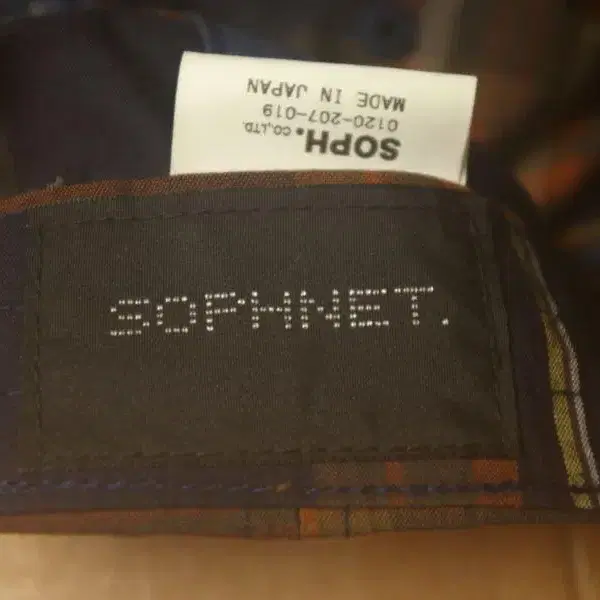 SOPH.CO.,LTD.
0120-207-019
MADE IN JAPAN
SOPHNET.